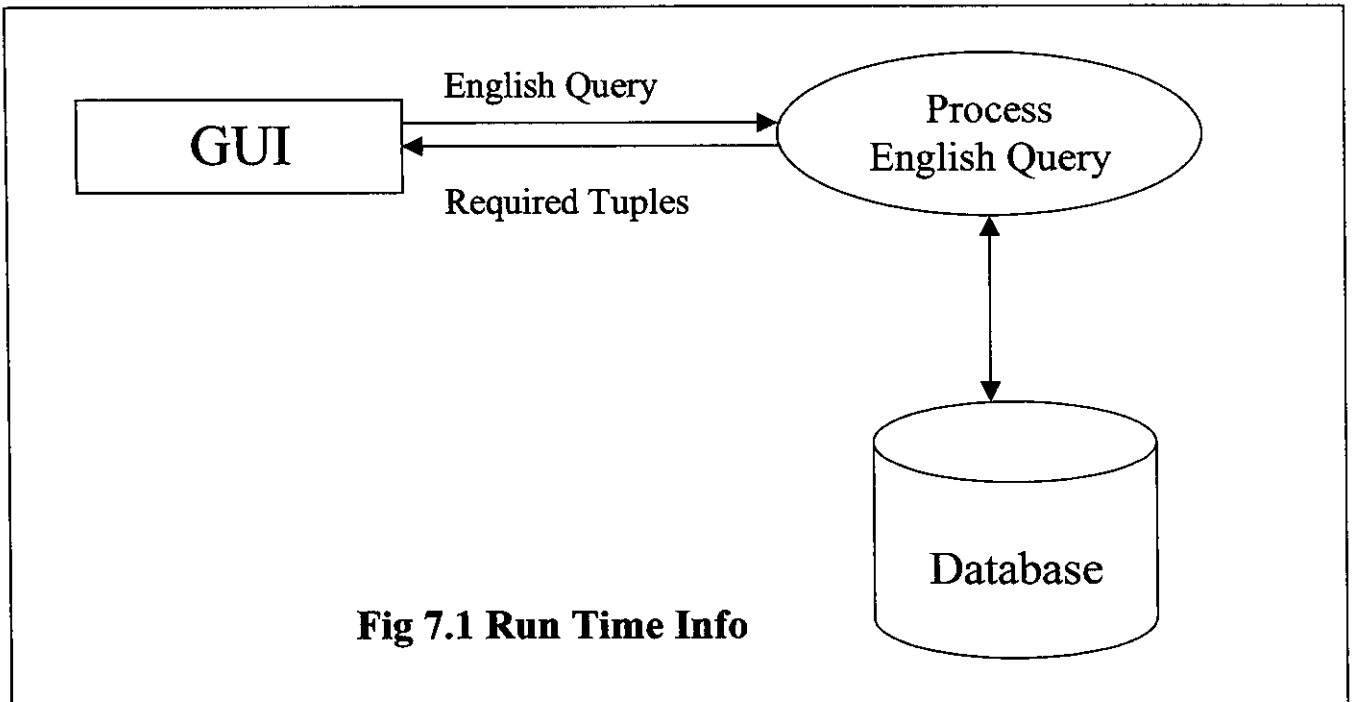 English Query
GUI
Process
English Query
Required Tuples
Database
Fig 7.1 Run Time Info